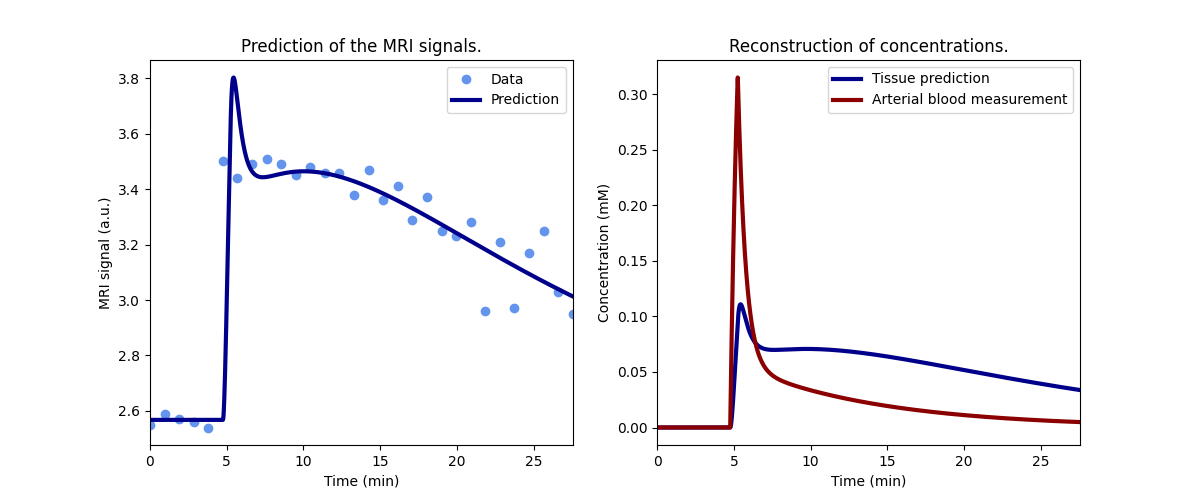 Prediction of the MRI signals.
Data
Prediction
3.8
3.6
3.4
3.2
3.0
2.8
2.6
MRI signal (a.u.)
0
5
10
15
20
25
Time (min)
Reconstruction of concentrations.
Tissue prediction
Arterial blood measurement
0.30
0.25
0.20
0.15
0.10
0.05
0.00
Concentration (mM)
0
5
10
15
20
25
Time (min)